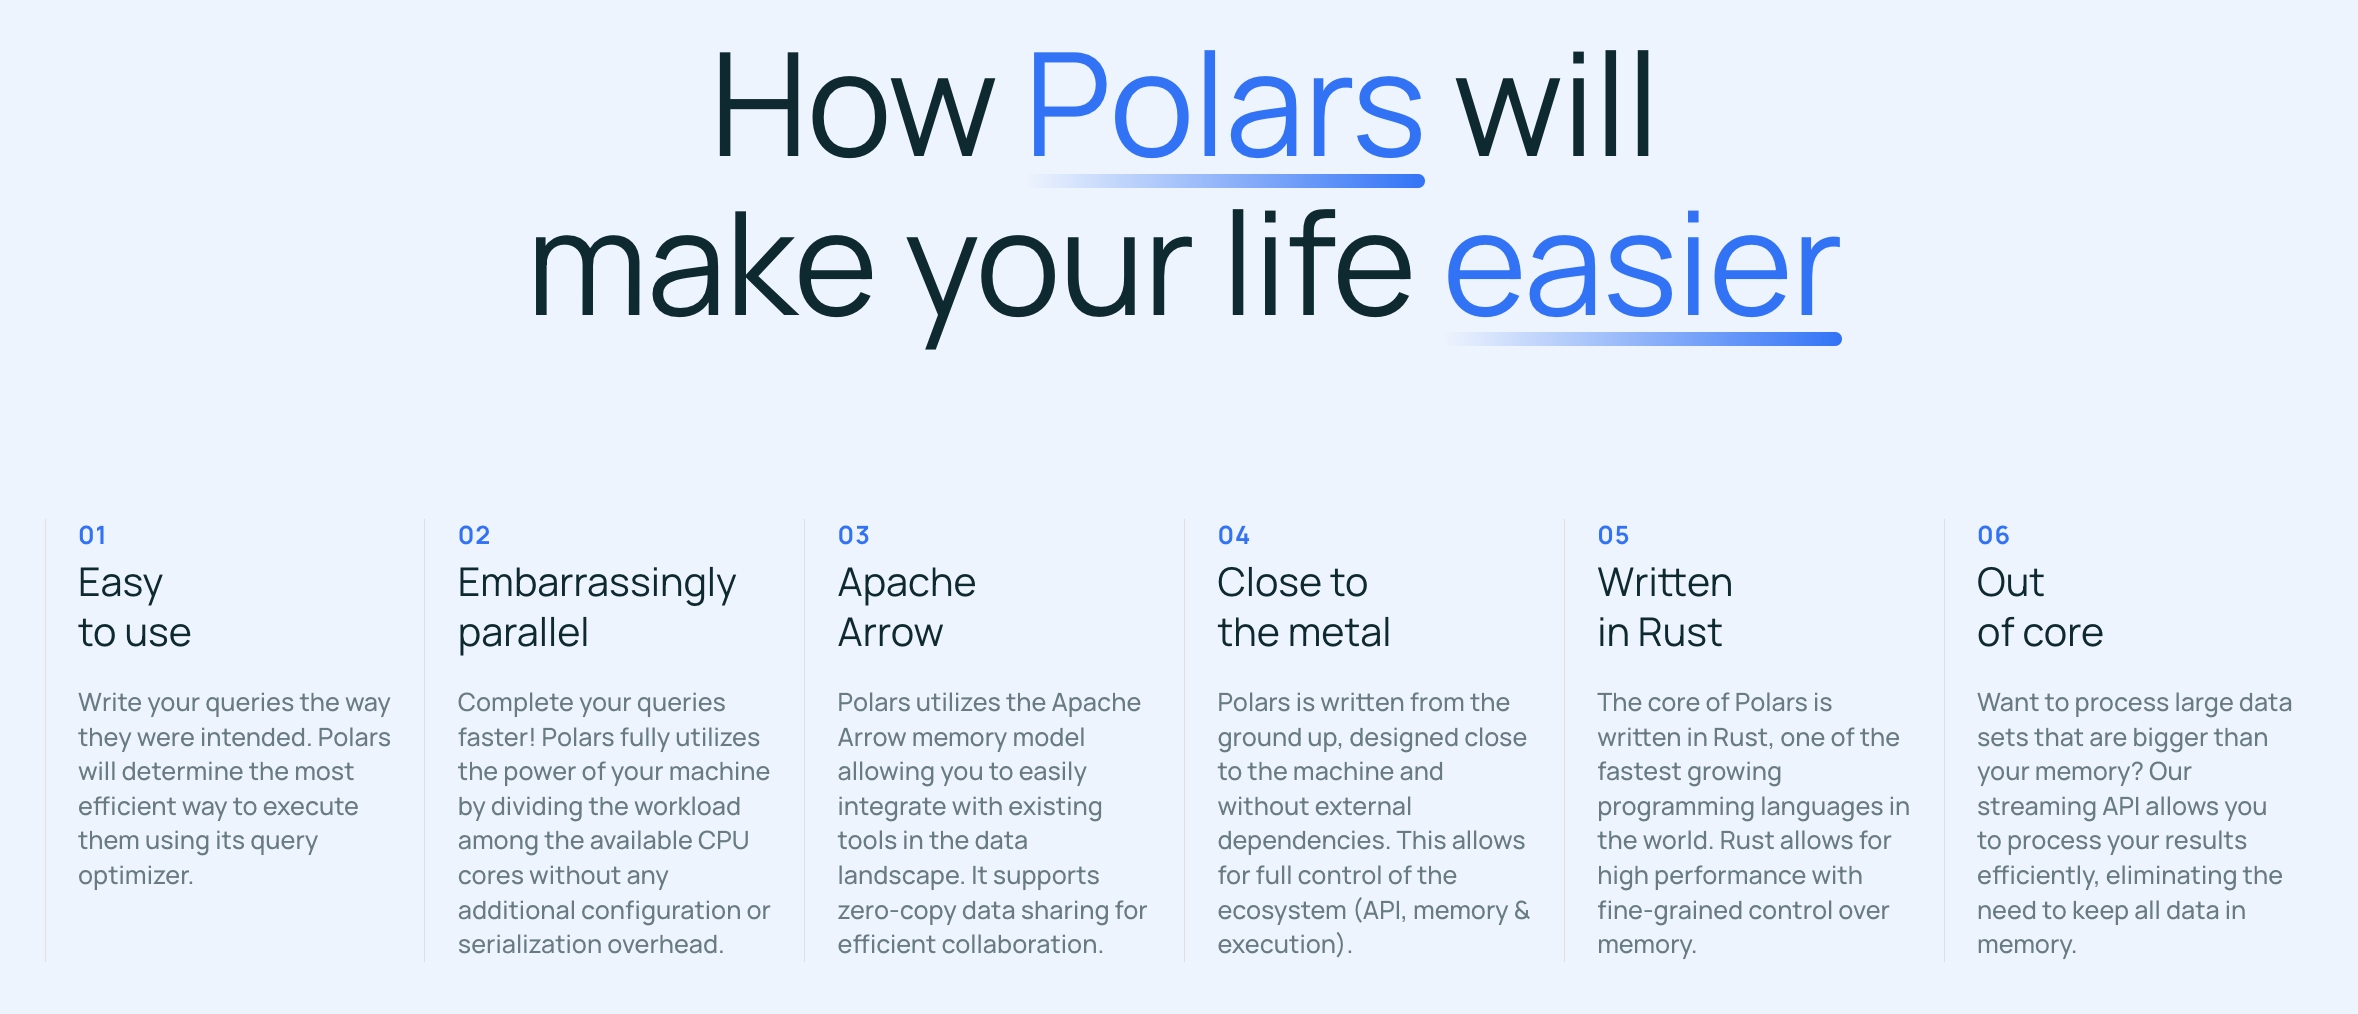 How Polars will
make your life easier
01
Easy
to use
Write your queries the way
they were intended. Polars
will determine the most
efficient way to execute
them using its query
optimizer.
02
Embarrassingly
parallel
Complete your queries
faster! Polars fully utilizes
the power of your machine
by dividing the workload
among the available CPU
cores without any
additional configuration or
serialization overhead.
03
Apache
Arrow
Polars utilizes the Apache
Arrow memory model
allowing you to easily
integrate with existing
tools in the data
landscape. It supports
zero-copy data sharing for
efficient collaboration.
04
Close to
the metal
Polars is written from the
ground up, designed close
to the machine and
without external
dependencies. This allows
for full control of the
ecosystem (API, memory &
execution).
05
Written
in Rust
The core of Polars is
written in Rust, one of the
fastest growing
programming languages in
the world. Rust allows for
high performance with
fine-grained control over
memory.
06
Out
of core
Want to process large data
sets that are bigger than
your memory? Our
streaming API allows you
to process your results
efficiently, eliminating the
need to keep all data in
memory.